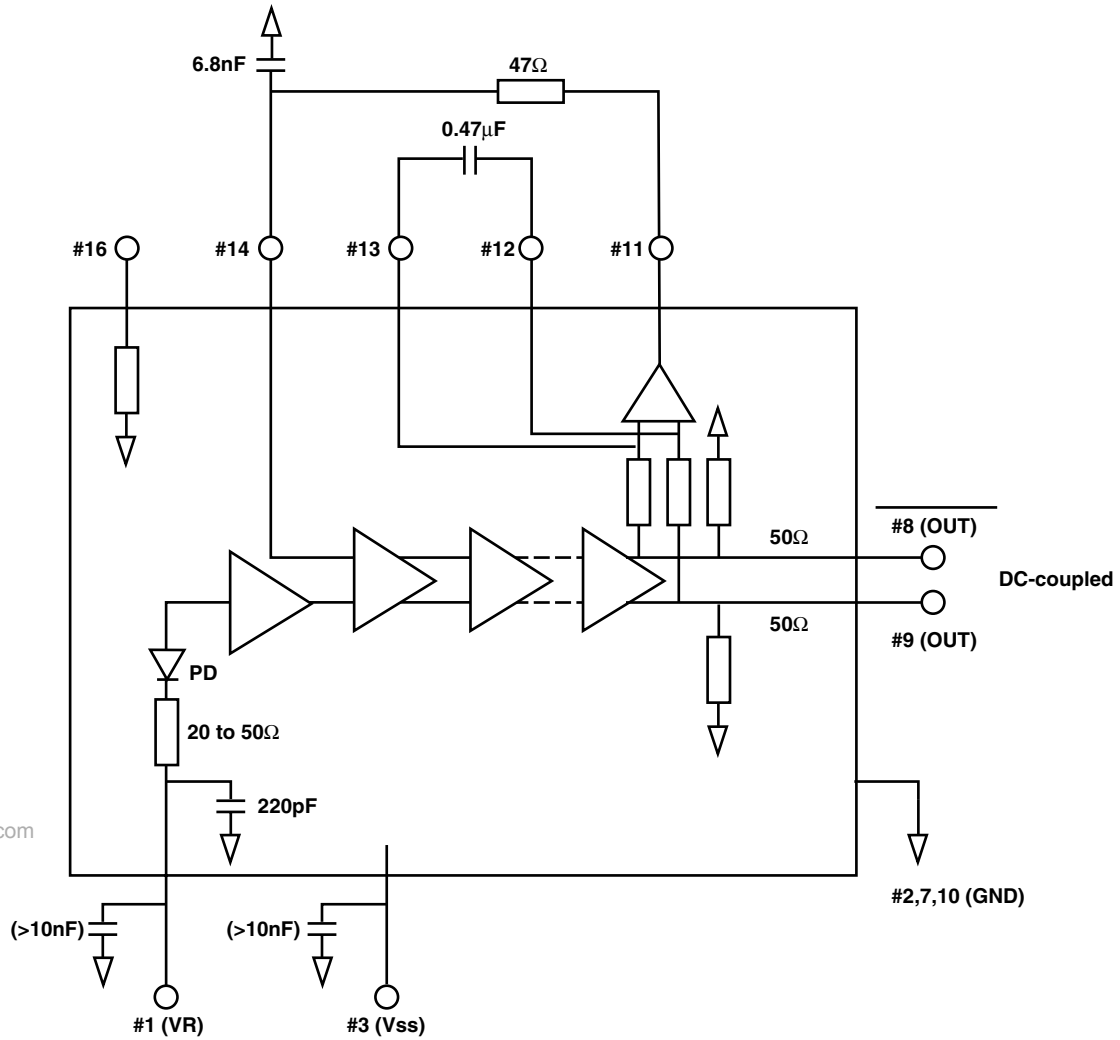 6.8nF
47Ω
0.47μF
#16
#14
#13
#12
#11
50Ω
#8 (OUT)
DC-coupled
50Ω
#9 (OUT)
PD
20 to 50Ω
220pF
com
#2,7,10 (GND)
(>10nF)
(>10nF)
#1 (VR)
#3 (Vss)